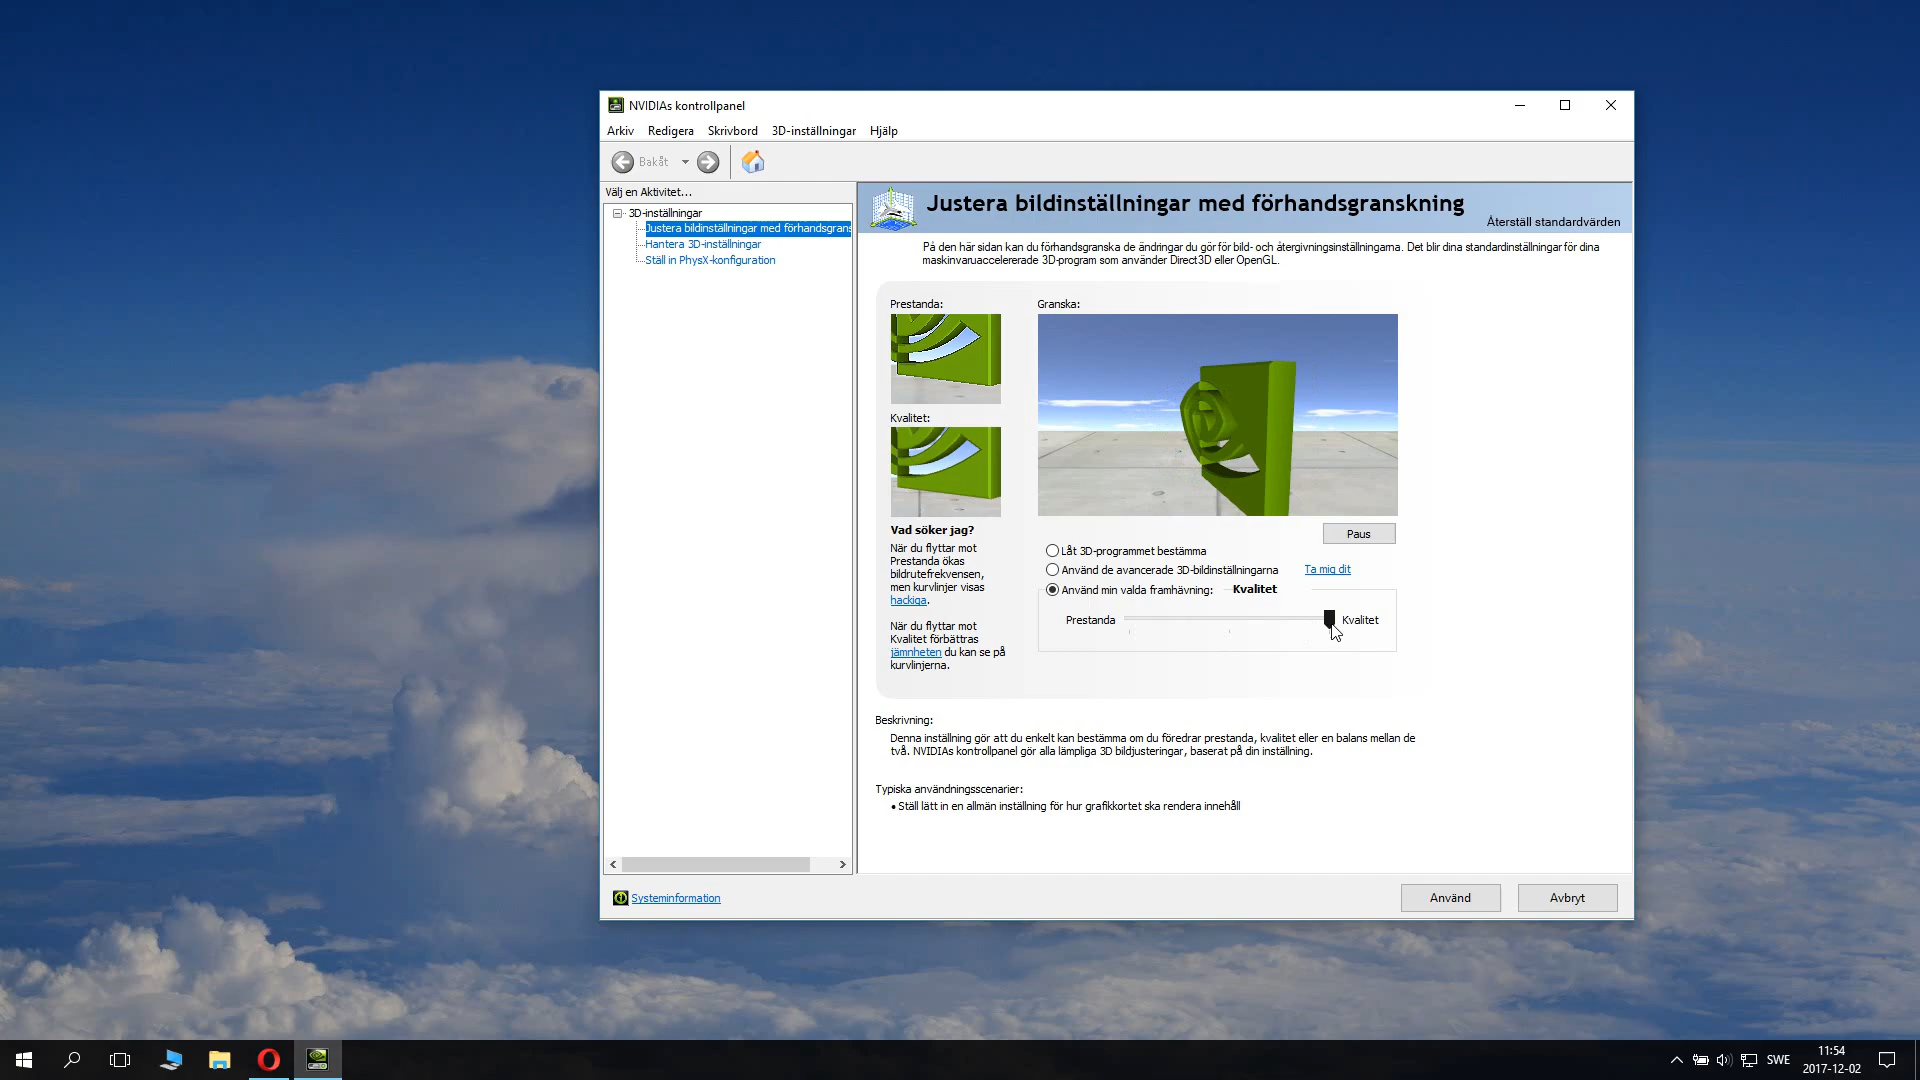 NVIDIAs kontrollpanel
Arkiv Redigera Skrivbord 3D-inställningar Hjälp
Bakåt
Välj en Aktivitet...
3D-inställningar
Justera bildinställningar med förhandsgrans
Hantera 3D-inställningar
Ställ in PhysX-konfiguration
Justera bildinställningar med förhandsgranskning
Återställ standardvärden
På den här sidan kan du förhandsgranska de ändringar du gör för bild- och återgivningsinställningarna. Det blir dina standardinställningar för dina
maskinvaruaccelererade 3D-program som använder Direct3D eller OpenGL.
Prestanda:
Granska:
Kvalitet:
Vad söker jag?
När du flyttar mot
Prestanda ökas
bildrutefrekvensen,
men kurvlinjer visas
hackiga.
När du flyttar mot
Kvalitet förbättras
jämnheten du kan se på
kurvlinjerna.
Paus
Låt 3D-programmet bestämma
Använd de avancerade 3D-bildinställningarna Ta mig dit
Använd min valda framhävning: Kvalitet
Prestanda Kvalitet
Beskrivning:
Denna inställning gör att du enkelt kan bestämma om du föredrar prestanda, kvalitet eller en balans mellan de
två. NVIDIAs kontrollpanel gör alla lämpliga 3D bildjusteringar, baserat på din inställning.
Typiska användningsscenarier:
• Ställ lätt in en allmän inställning för hur grafikkortet ska rendera innehåll
Systeminformation
Använd Avbryt
SWE
11:54
2017-12-02